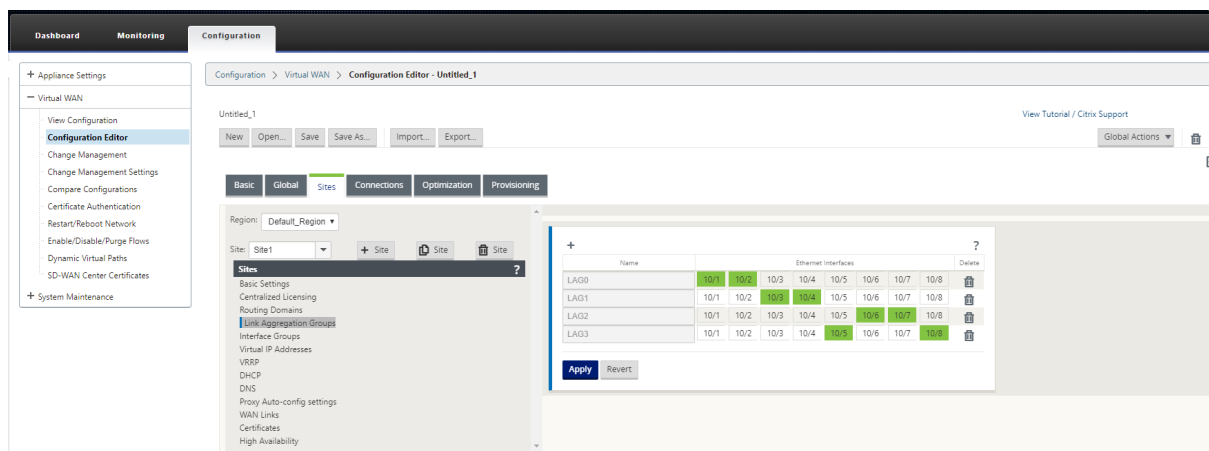 Dashboard Monitoring Configuration
+ Appliance Settings
Configuration > Virtual WAN > Configuration Editor - Untitled_1
− Virtual WAN
View Configuration
Configuration Editor
Change Management
Change Management Settings
Compare Configurations
Certificate Authentication
Restart/Reboot Network
Enable/Disable/Purge Flows
Dynamic Virtual Paths
SD-WAN Center Certificates
+ System Maintenance
Untitled_1
View Tutorial / Citrix Support
New Open... Save Save As... Import... Export...
Global Actions
Basic Global Sites Connections Optimization Provisioning
Region: Default_Region
Site: Site1 + Site Site Site
Sites ?
Basic Settings
Centralized Licensing
Routing Domains
Link Aggregation Groups
Interface Groups
Virtual IP Addresses
VRRP
DHCP
DNS
Proxy Auto-config settings
WAN Links
Certificates
High Availability
+ ?
Name Ethernet Interfaces Delete
LAG0 10/1 10/2 10/3 10/4 10/5 10/6 10/7 10/8
LAG1 10/1 10/2 10/3 10/4 10/5 10/6 10/7 10/8
LAG2 10/1 10/2 10/3 10/4 10/5 10/6 10/7 10/8
LAG3 10/1 10/2 10/3 10/4 10/5 10/6 10/7 10/8
Apply Revert